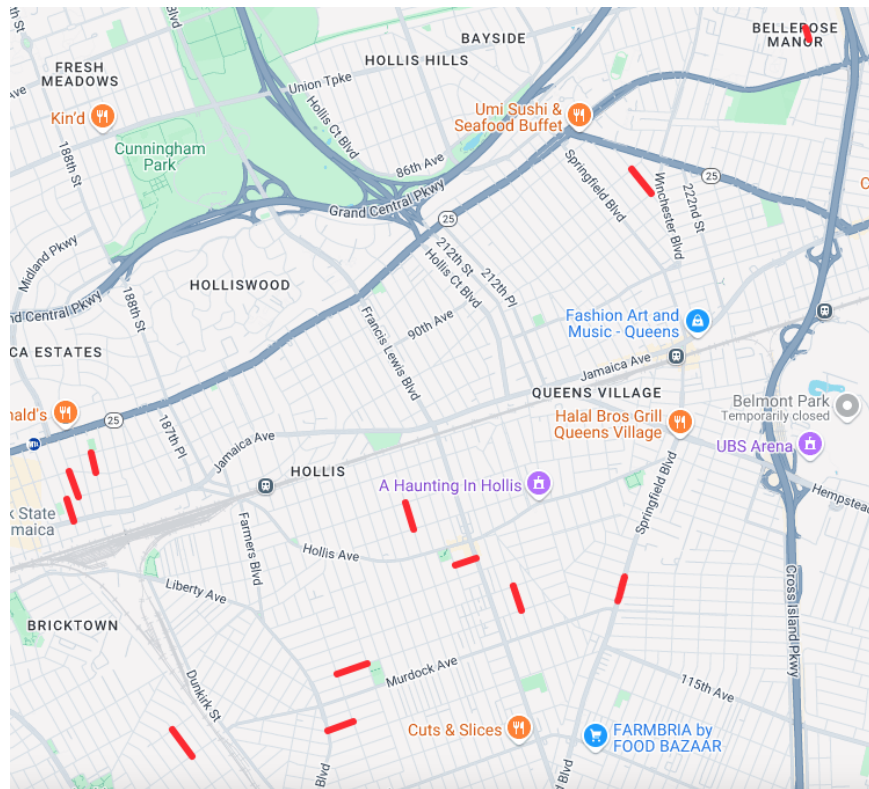 BELLEROSE
MANOR
BAYSIDE
HOLLIS HILLS
FRESH
MEADOWS
188th St
Union Tpke
Hollis Ct Blvd
Kin'd
Umi Sushi &
Seafood Buffet
Cunningham
Park
86th Ave
Springfield Blvd
Winchester Blvd
25
222nd St
Grand Central Pkwy
25
Midland Pkwy
HOLLISWOOD
212th St
Hollis Ct Blvd
212th Pl
188th St
90th Ave
Francis Lewis Blvd
Fashion Art and
Music - Queens
nd Central Pkwy
CA ESTATES
Jamaica Ave
QUEENS VILLAGE
Belmont Park
Temporarily closed
nald's
25
187th Pl
Jamaica Ave
Halal Bros Grill
Queens Village
UBS Arena
HOLLIS
A Haunting In Hollis
Springfield Blvd
Hempstea
k State
maica
Farmers Blvd
Hollis Ave
Liberty Ave
Cross Island Pkwy
BRICKTOWN
Dunkirk St
Murdock Ave
115th Ave
Cuts & Slices
FARMBRIA by
FOOD BAZAAR
Blvd
d Blvd